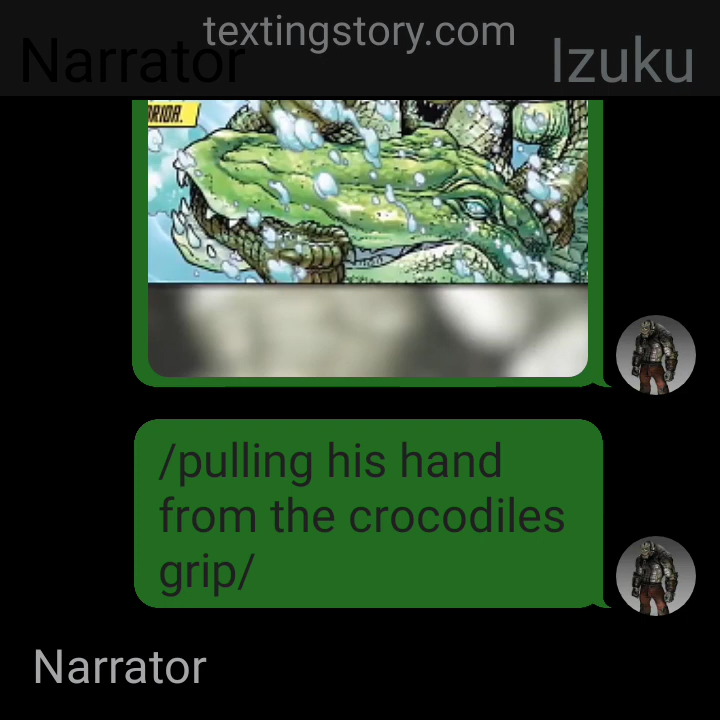 textingstory.com
Narrator
Izuku
/pulling his hand
from the crocodiles
grip/
Narrator